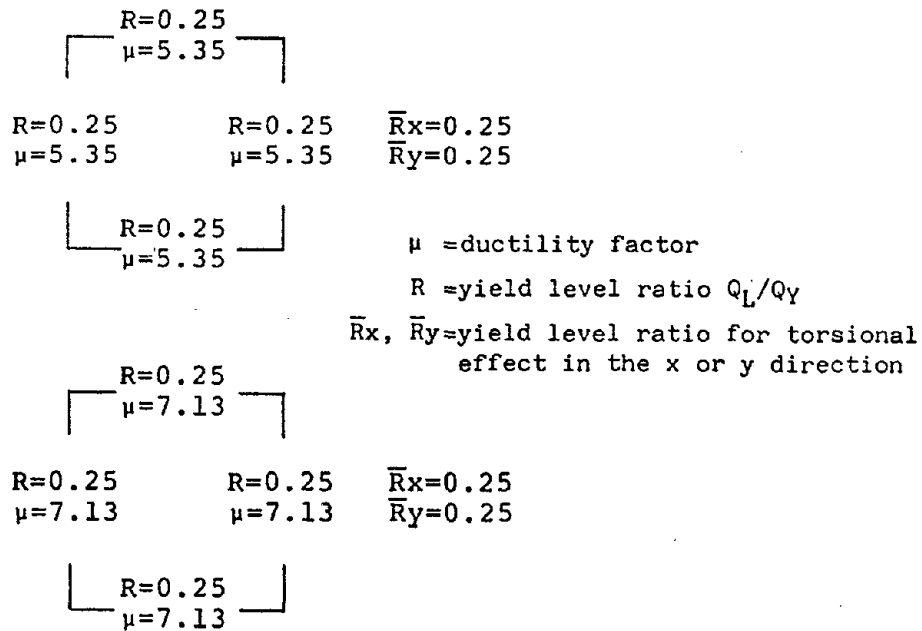 R=0.25
μ=5.35
R=0.25 R=0.25 R̅x=0.25
μ=5.35 μ=5.35 R̅y=0.25
R=0.25
μ=5.35
μ =ductility factor
R =yield level ratio Q_L/Q_Y
R̅x, R̅y=yield level ratio for torsional
effect in the x or y direction
R=0.25
μ=7.13
R=0.25 R=0.25 R̅x=0.25
μ=7.13 μ=7.13 R̅y=0.25
R=0.25
μ=7.13